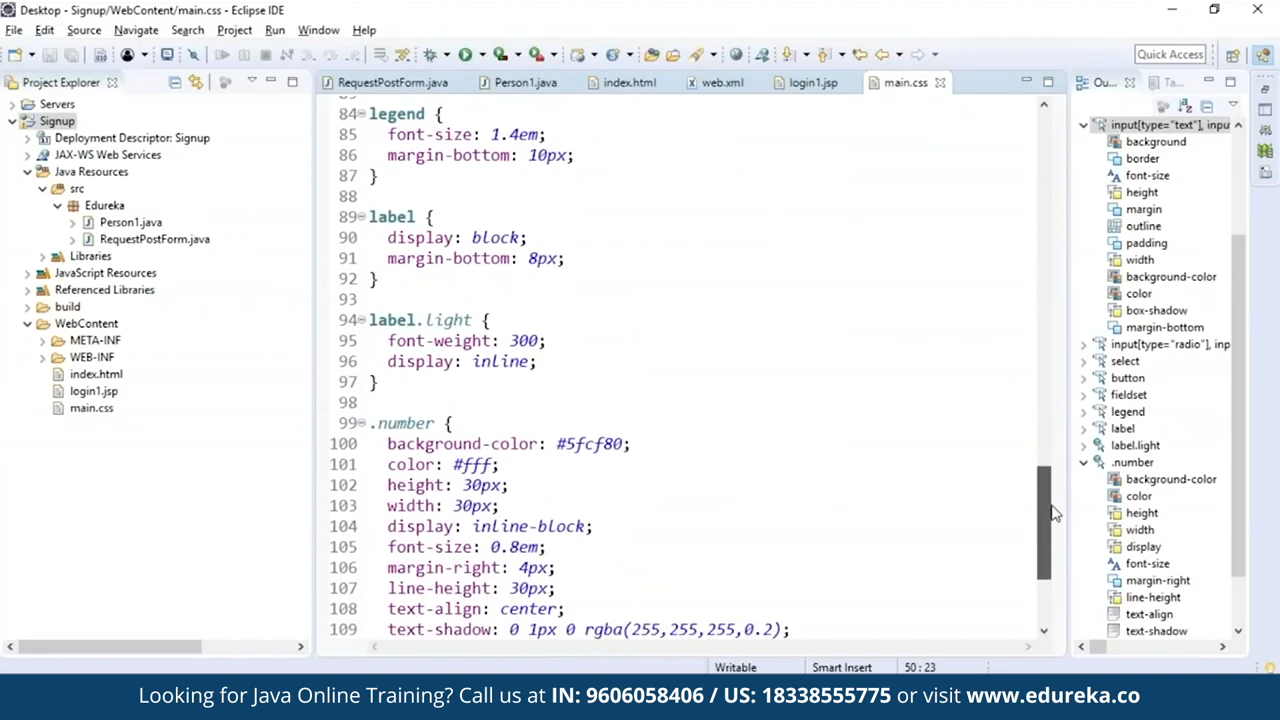 Desktop - Signup/WebContent/main.css - Eclipse IDE
File Edit Source Navigate Search Project Run Window Help
Quick Access
Project Explorer
RequestPostForm.java Person1.java index.html web.xml login1.jsp main.css
Ou... Ta...
Servers
Signup
Deployment Descriptor: Signup
JAX-WS Web Services
Java Resources
src
Edureka
Person1.java
RequestPostForm.java
Libraries
JavaScript Resources
Referenced Libraries
build
WebContent
META-INF
WEB-INF
index.html
login1.jsp
main.css
84 legend {
85 font-size: 1.4em;
86 margin-bottom: 10px;
87 }
88
89 label {
90 display: block;
91 margin-bottom: 8px;
92 }
93
94 label.light {
95 font-weight: 300;
96 display: inline;
97 }
98
99 .number {
100 background-color: #5fcf80;
101 color: #fff;
102 height: 30px;
103 width: 30px;
104 display: inline-block;
105 font-size: 0.8em;
106 margin-right: 4px;
107 line-height: 30px;
108 text-align: center;
109 text-shadow: 0 1px 0 rgba(255,255,255,0.2);
input[type="text"], inpu
background
border
font-size
height
margin
outline
padding
width
background-color
color
box-shadow
margin-bottom
input[type="radio"], inp
select
button
fieldset
legend
label
label.light
.number
background-color
color
height
width
display
font-size
margin-right
line-height
text-align
text-shadow
Writable Smart Insert 50 : 23
Looking for Java Online Training? Call us at IN: 9606058406 / US: 18338555775 or visit www.edureka.co